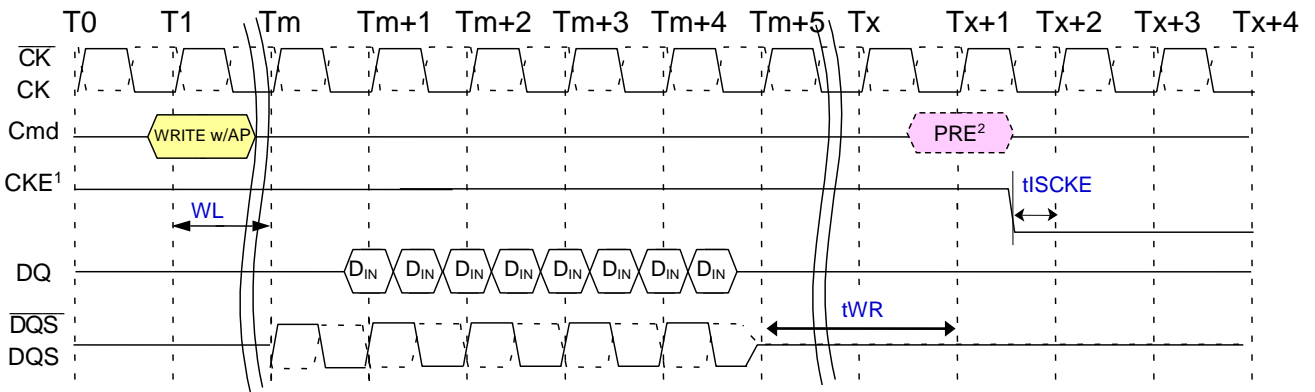 T0 T1 Tm Tm+1 Tm+2 Tm+3 Tm+4 Tm+5 Tx Tx+1 Tx+2 Tx+3 Tx+4
CK
CK
Cmd WRITE w/AP PRE²
CKE¹ tISCKE
WL
DQ DIN DIN DIN DIN DIN DIN DIN DIN
tWR
DQS
DQS